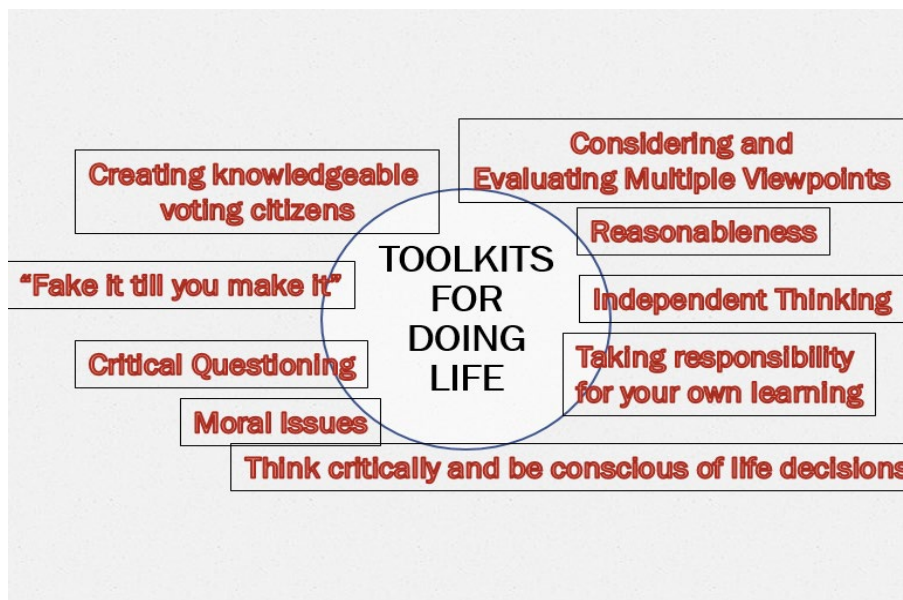 Considering and
Evaluating Multiple Viewpoints
Creating knowledgeable
voting citizens
Reasonableness
TOOLKITS
FOR
DOING
LIFE
“Fake it till you make it”
Independent Thinking
Critical Questioning
Taking responsibility
for your own learning
Moral Issues
Think critically and be conscious of life decisions